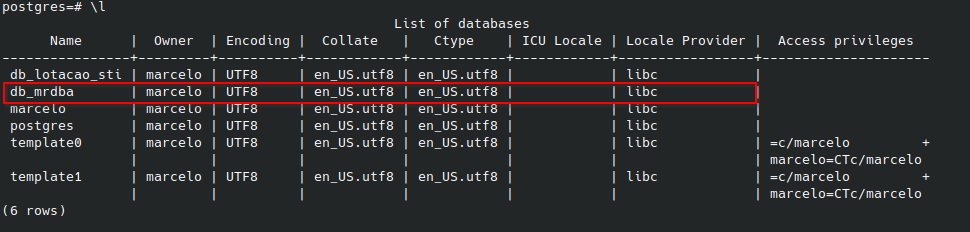 postgres=# \l
List of databases
Name | Owner | Encoding | Collate | Ctype | ICU Locale | Locale Provider | Access privileges
----------------+---------+----------+------------+------------+------------+-----------------+---------------------
db_lotacao_sti | marcelo | UTF8 | en_US.utf8 | en_US.utf8 | | libc |
db_mrdba | marcelo | UTF8 | en_US.utf8 | en_US.utf8 | | libc |
marcelo | marcelo | UTF8 | en_US.utf8 | en_US.utf8 | | libc |
postgres | marcelo | UTF8 | en_US.utf8 | en_US.utf8 | | libc |
template0 | marcelo | UTF8 | en_US.utf8 | en_US.utf8 | | libc | =c/marcelo +
| | | | | | | marcelo=CTc/marcelo
template1 | marcelo | UTF8 | en_US.utf8 | en_US.utf8 | | libc | =c/marcelo +
| | | | | | | marcelo=CTc/marcelo
(6 rows)